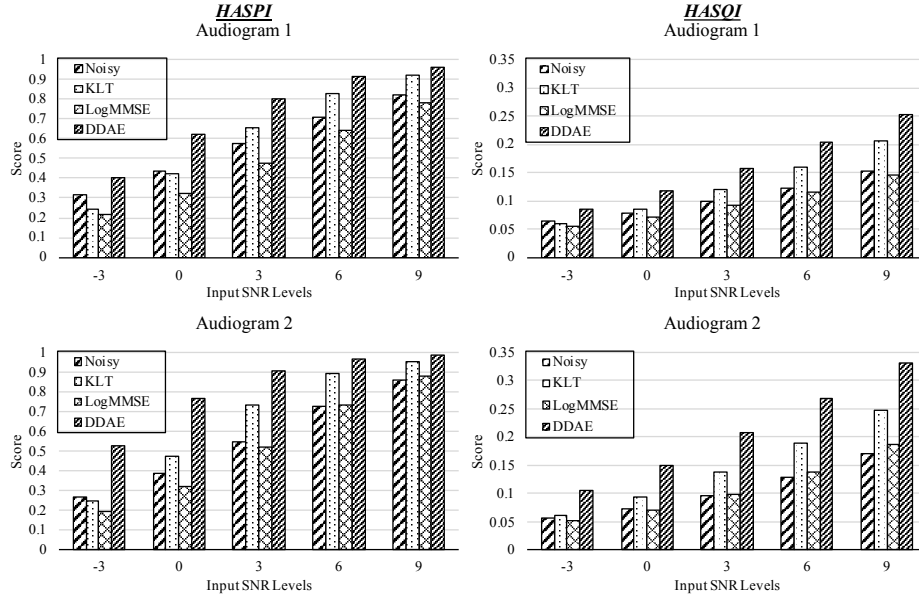 HASPI
Audiogram 1
1
0.9
0.8
0.7
0.6
0.5
0.4
0.3
0.2
0.1
0
Score
Noisy
KLT
LogMMSE
DDAE
-3 0 3 6 9
Input SNR Levels
HASQI
Audiogram 1
0.35
0.3
0.25
0.2
0.15
0.1
0.05
0
Score
Noisy
KLT
LogMMSE
DDAE
-3 0 3 6 9
Input SNR Levels
Audiogram 2
1
0.9
0.8
0.7
0.6
0.5
0.4
0.3
0.2
0.1
0
Score
Noisy
KLT
LogMMSE
DDAE
-3 0 3 6 9
Input SNR Levels
Audiogram 2
0.35
0.3
0.25
0.2
0.15
0.1
0.05
0
Score
Noisy
KLT
LogMMSE
DDAE
-3 0 3 6 9
Input SNR Levels